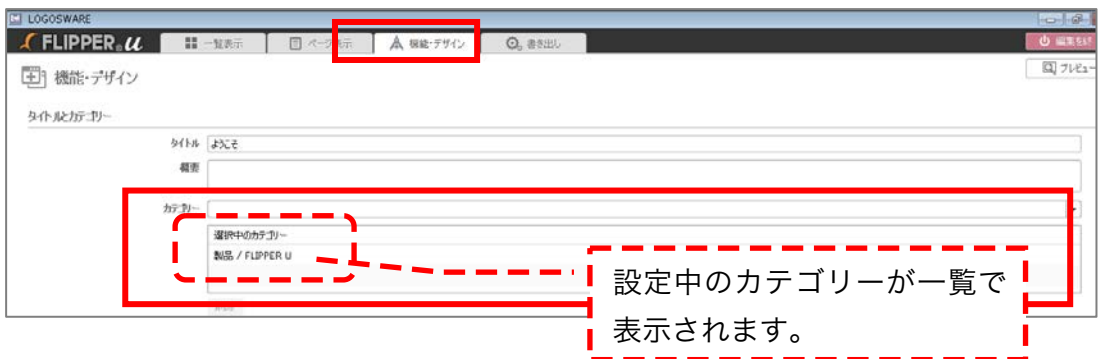 LOGOSWARE
FLIPPER U
一覧表示
ページ表示
機能・デザイン
書き出し
編集を終
プレビュー
機能・デザイン
タイトルとカテゴリー
タイトル ようこそ
概要
カテゴリー
選択中のカテゴリー
製品 / FLIPPER U
設定中のカテゴリーが一覧で
表示されます。